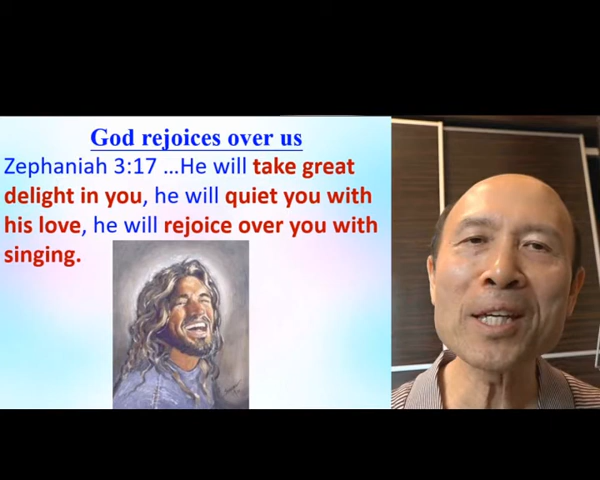 God rejoices over us
Zephaniah 3:17 ...He will take great
delight in you, he will quiet you with
his love, he will rejoice over you with
singing.